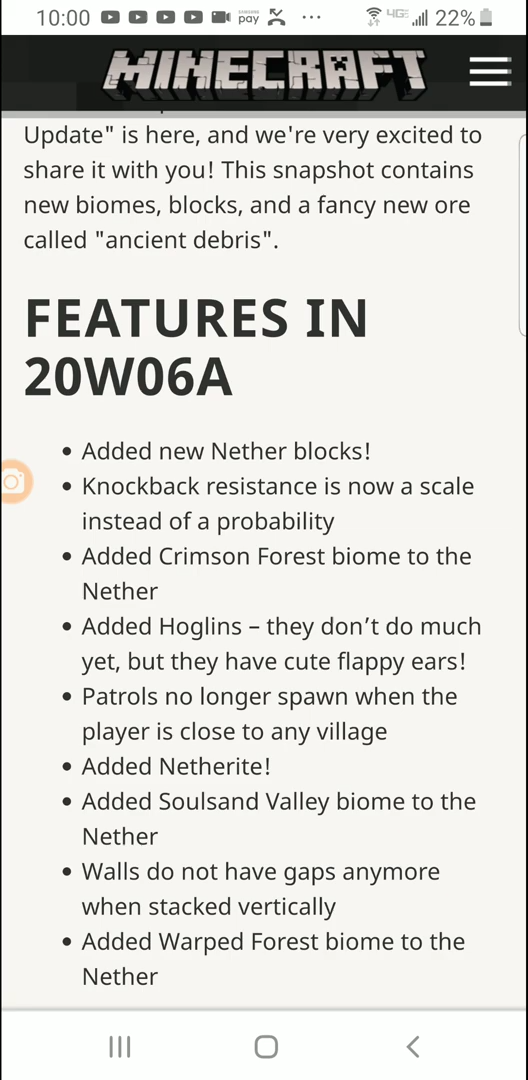 10:00 SAMSUNG pay ... 4GE 22%
MINECRAFT
Update" is here, and we're very excited to
share it with you! This snapshot contains
new biomes, blocks, and a fancy new ore
called "ancient debris".
FEATURES IN
20W06A
• Added new Nether blocks!
• Knockback resistance is now a scale
instead of a probability
• Added Crimson Forest biome to the
Nether
• Added Hoglins – they don’t do much
yet, but they have cute flappy ears!
• Patrols no longer spawn when the
player is close to any village
• Added Netherite!
• Added Soulsand Valley biome to the
Nether
• Walls do not have gaps anymore
when stacked vertically
• Added Warped Forest biome to the
Nether